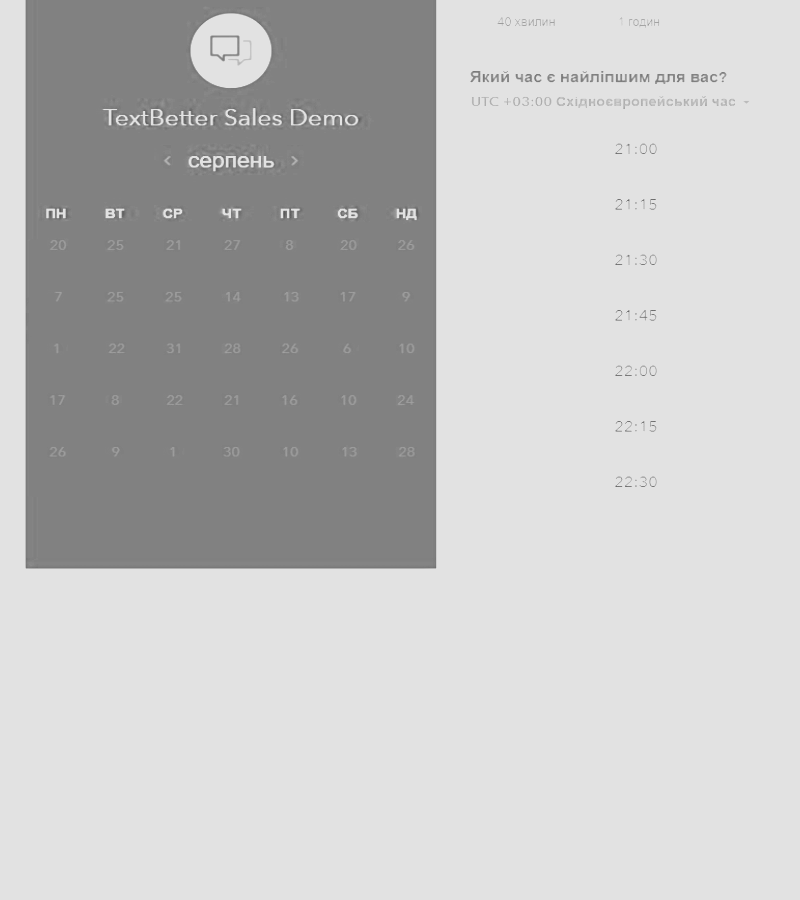 TextBetter Sales Demo
‹ серпень ›
ПН ВТ СР ЧТ ПТ СБ НД
20 25 21 27 8 20 26
7 25 25 14 13 17 9
1 22 31 28 26 6 10
17 8 22 21 16 10 24
26 9 1 30 10 13 28
40 хвилин 1 годин
Який час є найліпшим для вас?
UTC +03:00 Східноєвропейський час
21:00
21:15
21:30
21:45
22:00
22:15
22:30